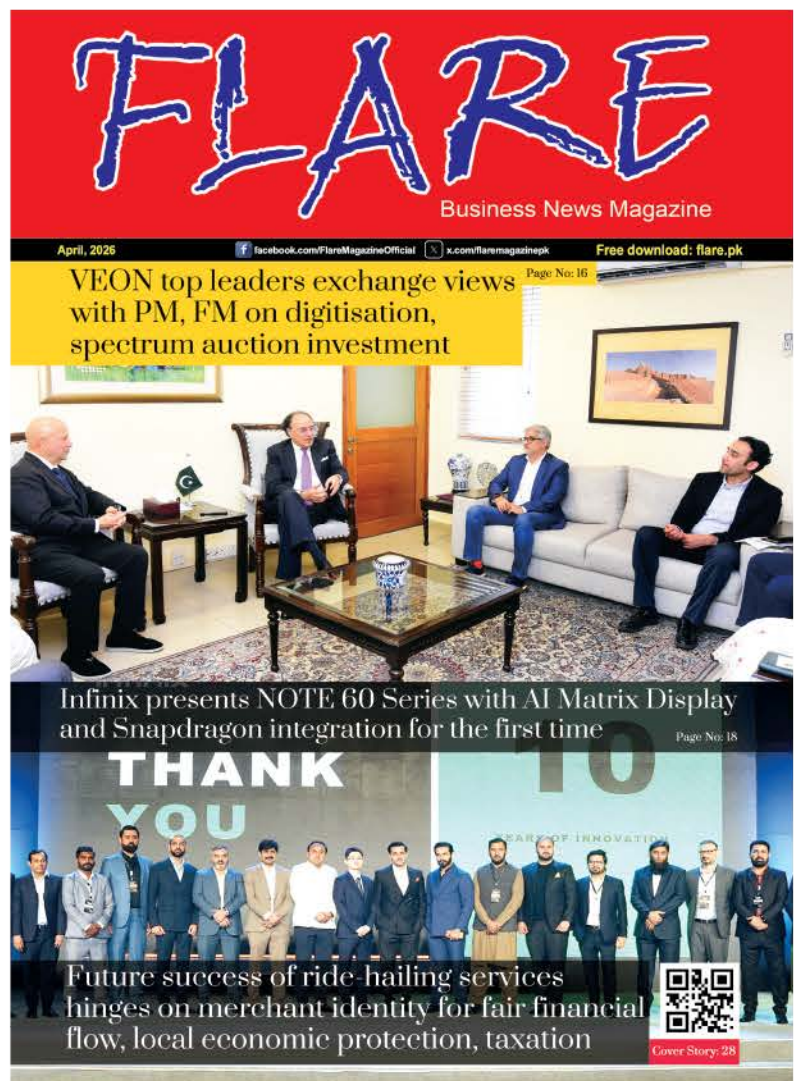 FLARE
Business News Magazine
April, 2026
facebook.com/FlareMagazineOfficial
x.com/flaremagazinepk
Free download: flare.pk
VEON top leaders exchange views
with PM, FM on digitisation,
spectrum auction investment
Page No: 16
Infinix presents NOTE 60 Series with AI Matrix Display
and Snapdragon integration for the first time
Page No: 18
THANK
YOU
10
YEARS OF INNOVATION
Future success of ride-hailing services
hinges on merchant identity for fair financial
flow, local economic protection, taxation
Cover Story: 28